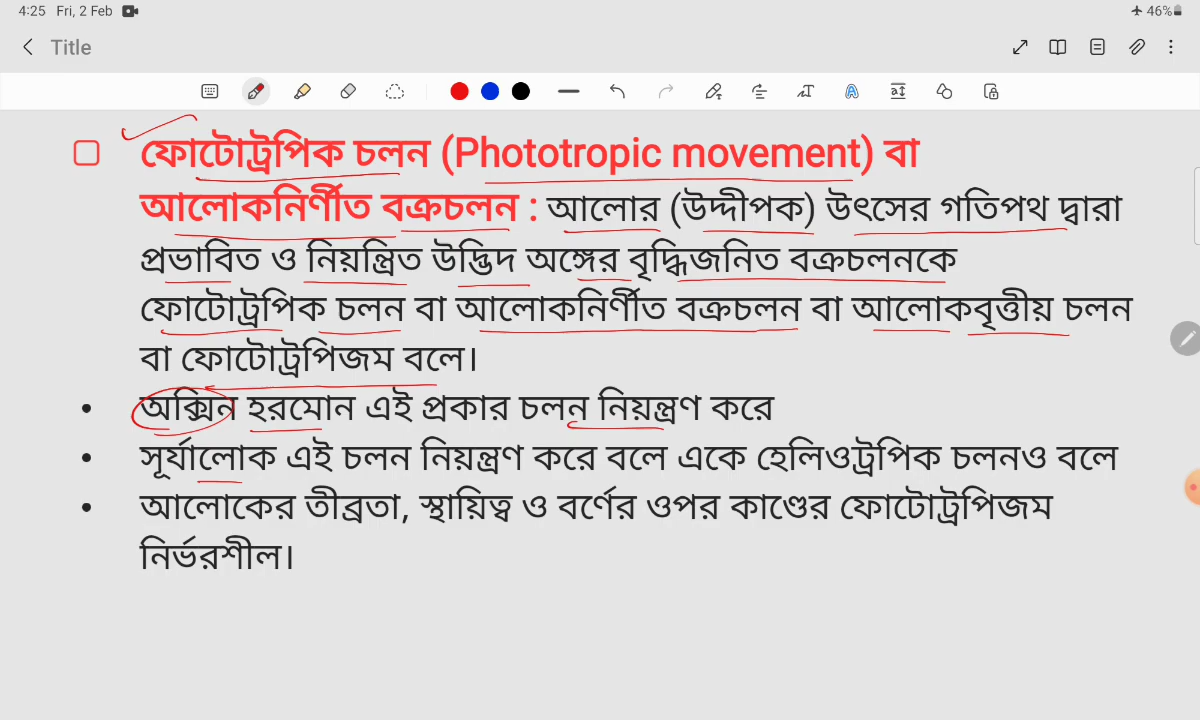 4:25 Fri, 2 Feb 46%
Title
ফোটোট্রপিক চলন (Phototropic movement) বা
আলোকনির্ণীত বক্রচলন : আলোর (উদ্দীপক) উৎসের গতিপথ দ্বারা
প্রভাবিত ও নিয়ন্ত্রিত উদ্ভিদ অঙ্গের বৃদ্ধিজনিত বক্রচলনকে
ফোটোট্রপিক চলন বা আলোকনির্ণীত বক্রচলন বা আলোকবৃত্তীয় চলন
বা ফোটোট্রপিজম বলে।
• অক্সিন হরমোন এই প্রকার চলন নিয়ন্ত্রণ করে
• সূর্যালোক এই চলন নিয়ন্ত্রণ করে বলে একে হেলিওট্রপিক চলনও বলে
• আলোকের তীব্রতা, স্থায়িত্ব ও বর্ণের ওপর কাণ্ডের ফোটোট্রপিজম
নির্ভরশীল।